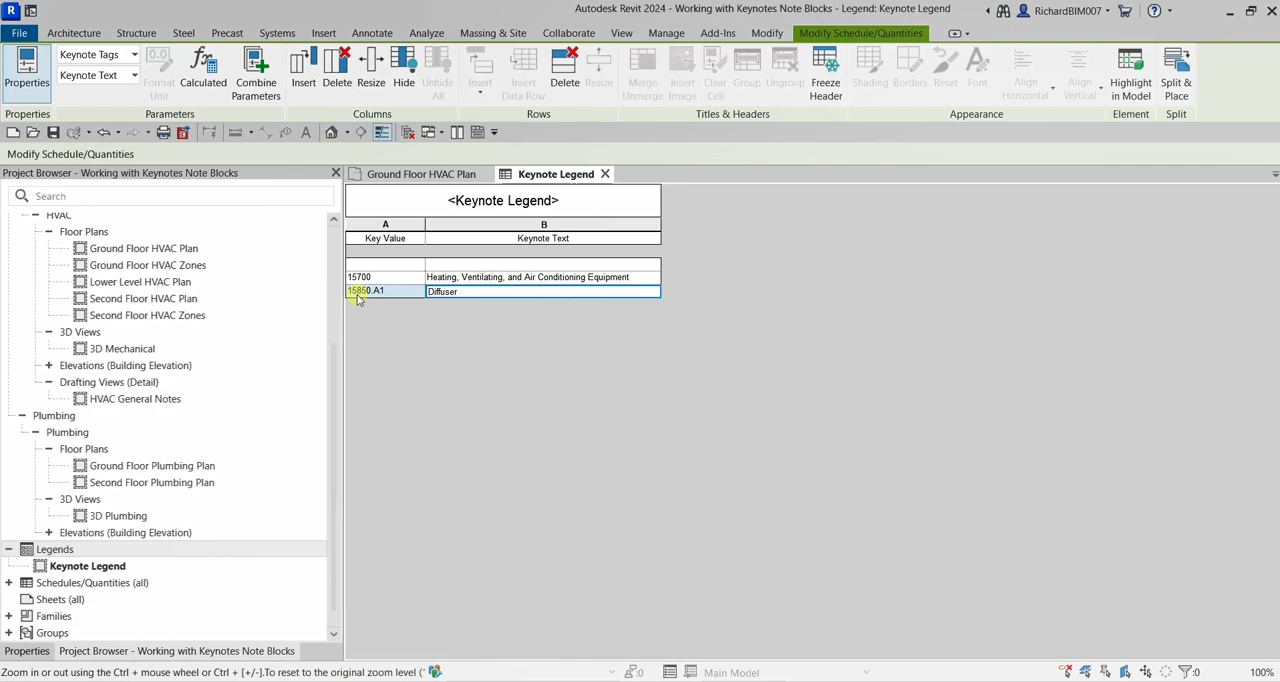 Autodesk Revit 2024 - Working with Keynotes Note Blocks - Legend: Keynote Legend
RichardBIM007
File Architecture Structure Steel Precast Systems Insert Annotate Analyze Massing & Site Collaborate View Manage Add-Ins Modify Modify Schedule/Quantities
Keynote Tags
Keynote Text
Properties
Format Unit
Calculated
Combine Parameters
Insert
Delete
Resize
Hide
Unhide All
Insert
Insert Data Row
Delete
Resize
Merge Unmerge
Insert Image
Clear Cell
Group
Ungroup
Freeze Header
Shading
Borders
Reset
Font
Align Horizontal
Align Vertical
Highlight in Model
Split & Place
Properties Parameters Columns Rows Titles & Headers Appearance Element Split
Modify Schedule/Quantities
Project Browser - Working with Keynotes Note Blocks
Search
HVAC
Floor Plans
Ground Floor HVAC Plan
Ground Floor HVAC Zones
Lower Level HVAC Plan
Second Floor HVAC Plan
Second Floor HVAC Zones
3D Views
3D Mechanical
Elevations (Building Elevation)
Drafting Views (Detail)
HVAC General Notes
Plumbing
Plumbing
Floor Plans
Ground Floor Plumbing Plan
Second Floor Plumbing Plan
3D Views
3D Plumbing
Elevations (Building Elevation)
Legends
Keynote Legend
Schedules/Quantities (all)
Sheets (all)
Families
Groups
Properties Project Browser - Working with Keynotes Note Blocks
Ground Floor HVAC Plan Keynote Legend
<Keynote Legend>
A B
Key Value Keynote Text
15700 Heating, Ventilating, and Air Conditioning Equipment
15850.A1 Diffuser
Zoom in or out using the Ctrl + mouse wheel or Ctrl + [+/-].To reset to the original zoom level (' :0 Main Model :0 100%